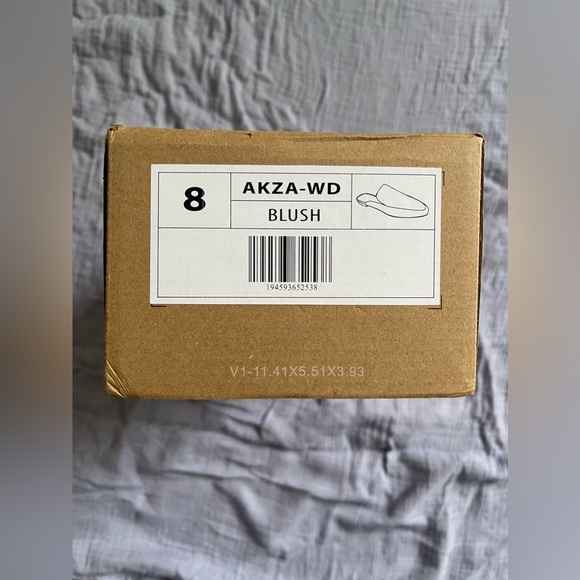 8
AKZA-WD
BLUSH
194593652538
V1-11.41X5.51X3.93